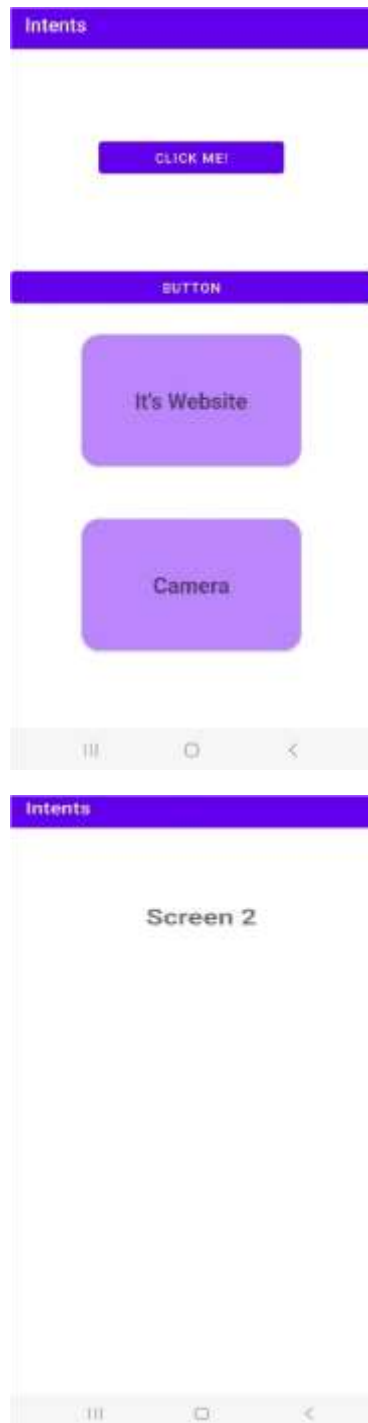 Intents
CLICK ME!
BUTTON
It's Website
Camera
Intents
Screen 2